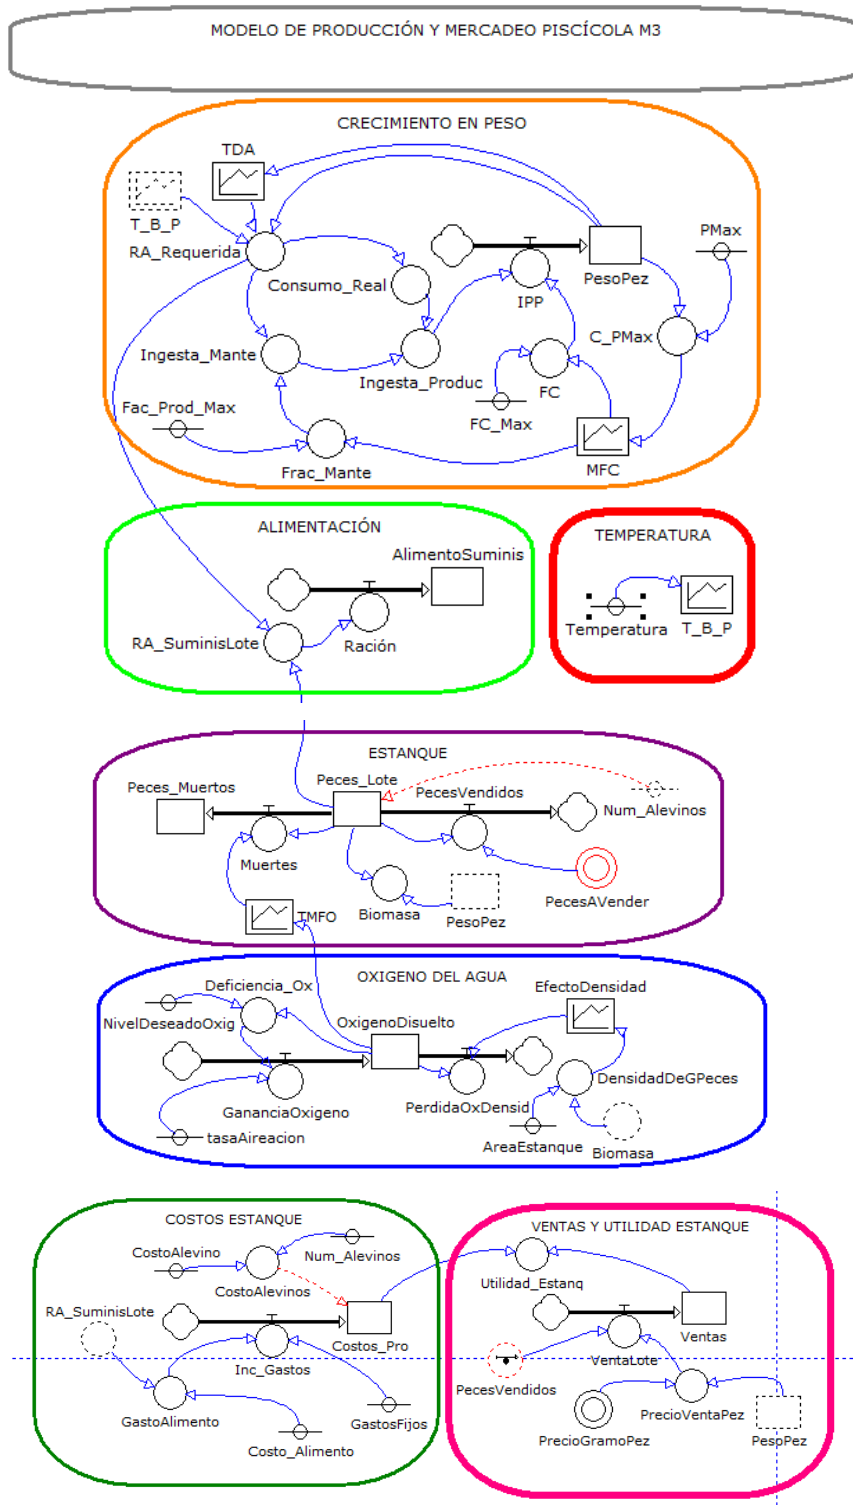 MODELO DE PRODUCCIÓN Y MERCADEO PISCÍCOLA M3
CRECIMIENTO EN PESO
TDA
T_B_P
RA_Requerida
PMax
Consumo_Real
IPP
PesoPez
C_PMax
Ingesta_Mante
Ingesta_Produc
FC
Fac_Prod_Max
FC_Max
Frac_Mante
MFC
ALIMENTACIÓN
AlimentoSuminis
RA_SuminisLote
Ración
TEMPERATURA
Temperatura
T_B_P
ESTANQUE
Peces_Muertos
Peces_Lote
PecesVendidos
Num_Alevinos
Muertes
Biomasa
PesoPez
PecesAVender
TMFO
OXIGENO DEL AGUA
Deficiencia_Ox
EfectoDensidad
NivelDeseadoOxig
OxigenoDisuelto
DensidadDeGPeces
GananciaOxigeno
PerdidaOxDensid
tasaAireacion
AreaEstanque
Biomasa
COSTOS ESTANQUE
CostoAlevino
Num_Alevinos
CostoAlevinos
RA_SuminisLote
Costos_Pro
Inc_Gastos
GastoAlimento
GastosFijos
Costo_Alimento
VENTAS Y UTILIDAD ESTANQUE
Utilidad_Estanq
Ventas
VentaLote
PecesVendidos
PrecioVentaPez
PrecioGramoPez
PesoPez